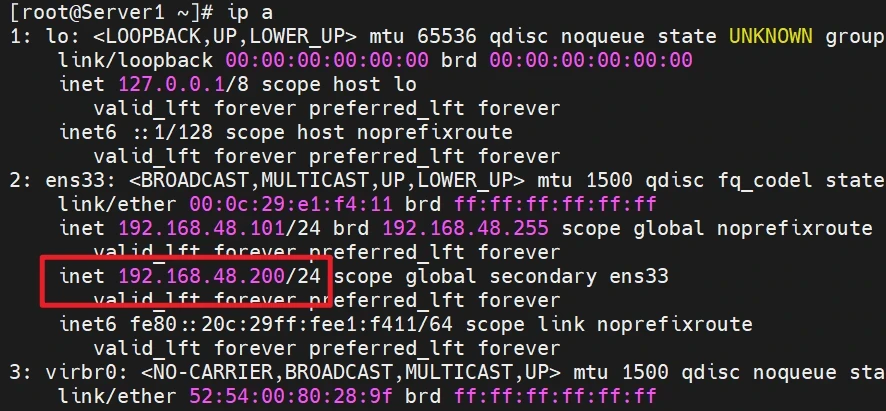 [root@Server1 ~]# ip a
1: lo: <LOOPBACK,UP,LOWER_UP> mtu 65536 qdisc noqueue state UNKNOWN group
link/loopback 00:00:00:00:00:00 brd 00:00:00:00:00:00
inet 127.0.0.1/8 scope host lo
valid_lft forever preferred_lft forever
inet6 ::1/128 scope host noprefixroute
valid_lft forever preferred_lft forever
2: ens33: <BROADCAST,MULTICAST,UP,LOWER_UP> mtu 1500 qdisc fq_codel state
link/ether 00:0c:29:e1:f4:11 brd ff:ff:ff:ff:ff:ff
inet 192.168.48.101/24 brd 192.168.48.255 scope global noprefixroute
valid_lft forever preferred_lft forever
inet 192.168.48.200/24 scope global secondary ens33
valid_lft forever preferred_lft forever
inet6 fe80::20c:29ff:fee1:f411/64 scope link noprefixroute
valid_lft forever preferred_lft forever
3: virbr0: <NO-CARRIER,BROADCAST,MULTICAST,UP> mtu 1500 qdisc noqueue sta
link/ether 52:54:00:80:28:9f brd ff:ff:ff:ff:ff:ff